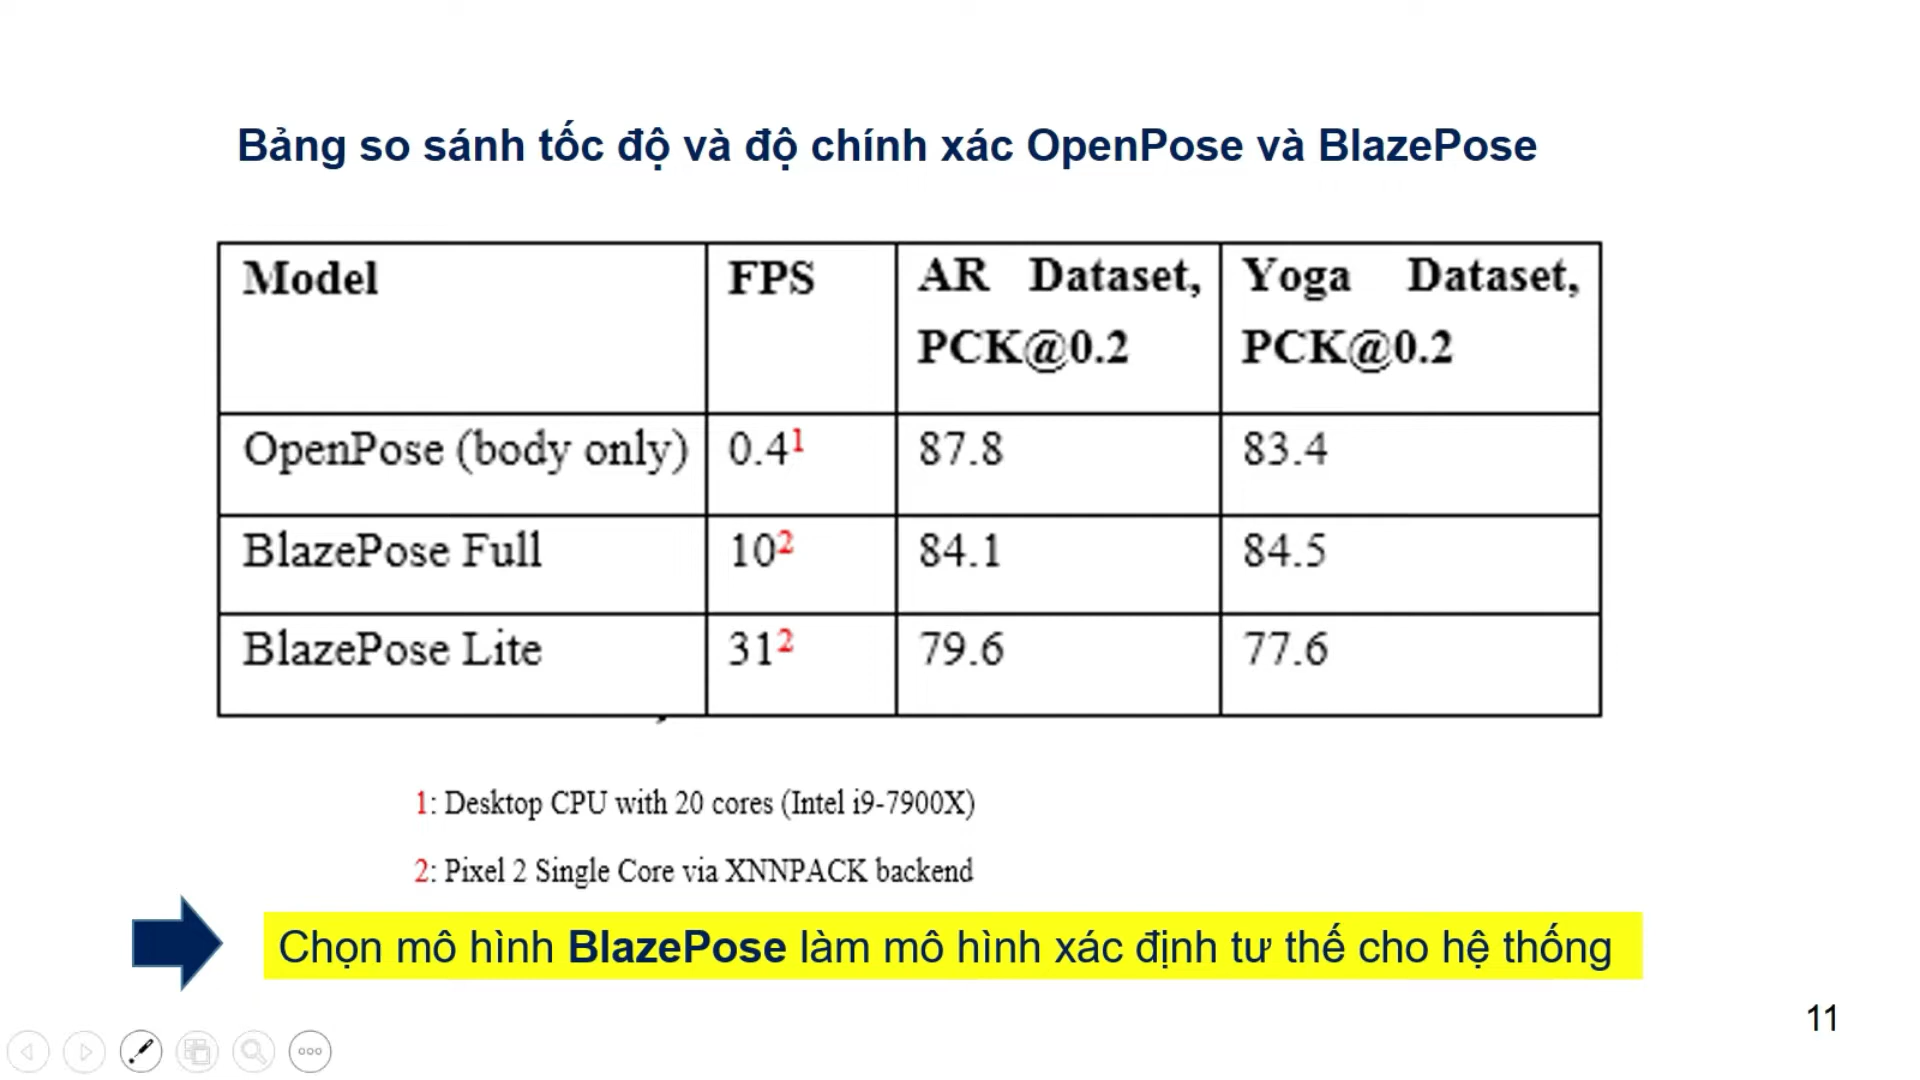 Bảng so sánh tốc độ và độ chính xác OpenPose và BlazePose
Model FPS AR Dataset, PCK@0.2 Yoga Dataset, PCK@0.2
OpenPose (body only) 0.4¹ 87.8 83.4
BlazePose Full 10² 84.1 84.5
BlazePose Lite 31² 79.6 77.6
1: Desktop CPU with 20 cores (Intel i9-7900X)
2: Pixel 2 Single Core via XNNPACK backend
Chọn mô hình BlazePose làm mô hình xác định tư thế cho hệ thống
11